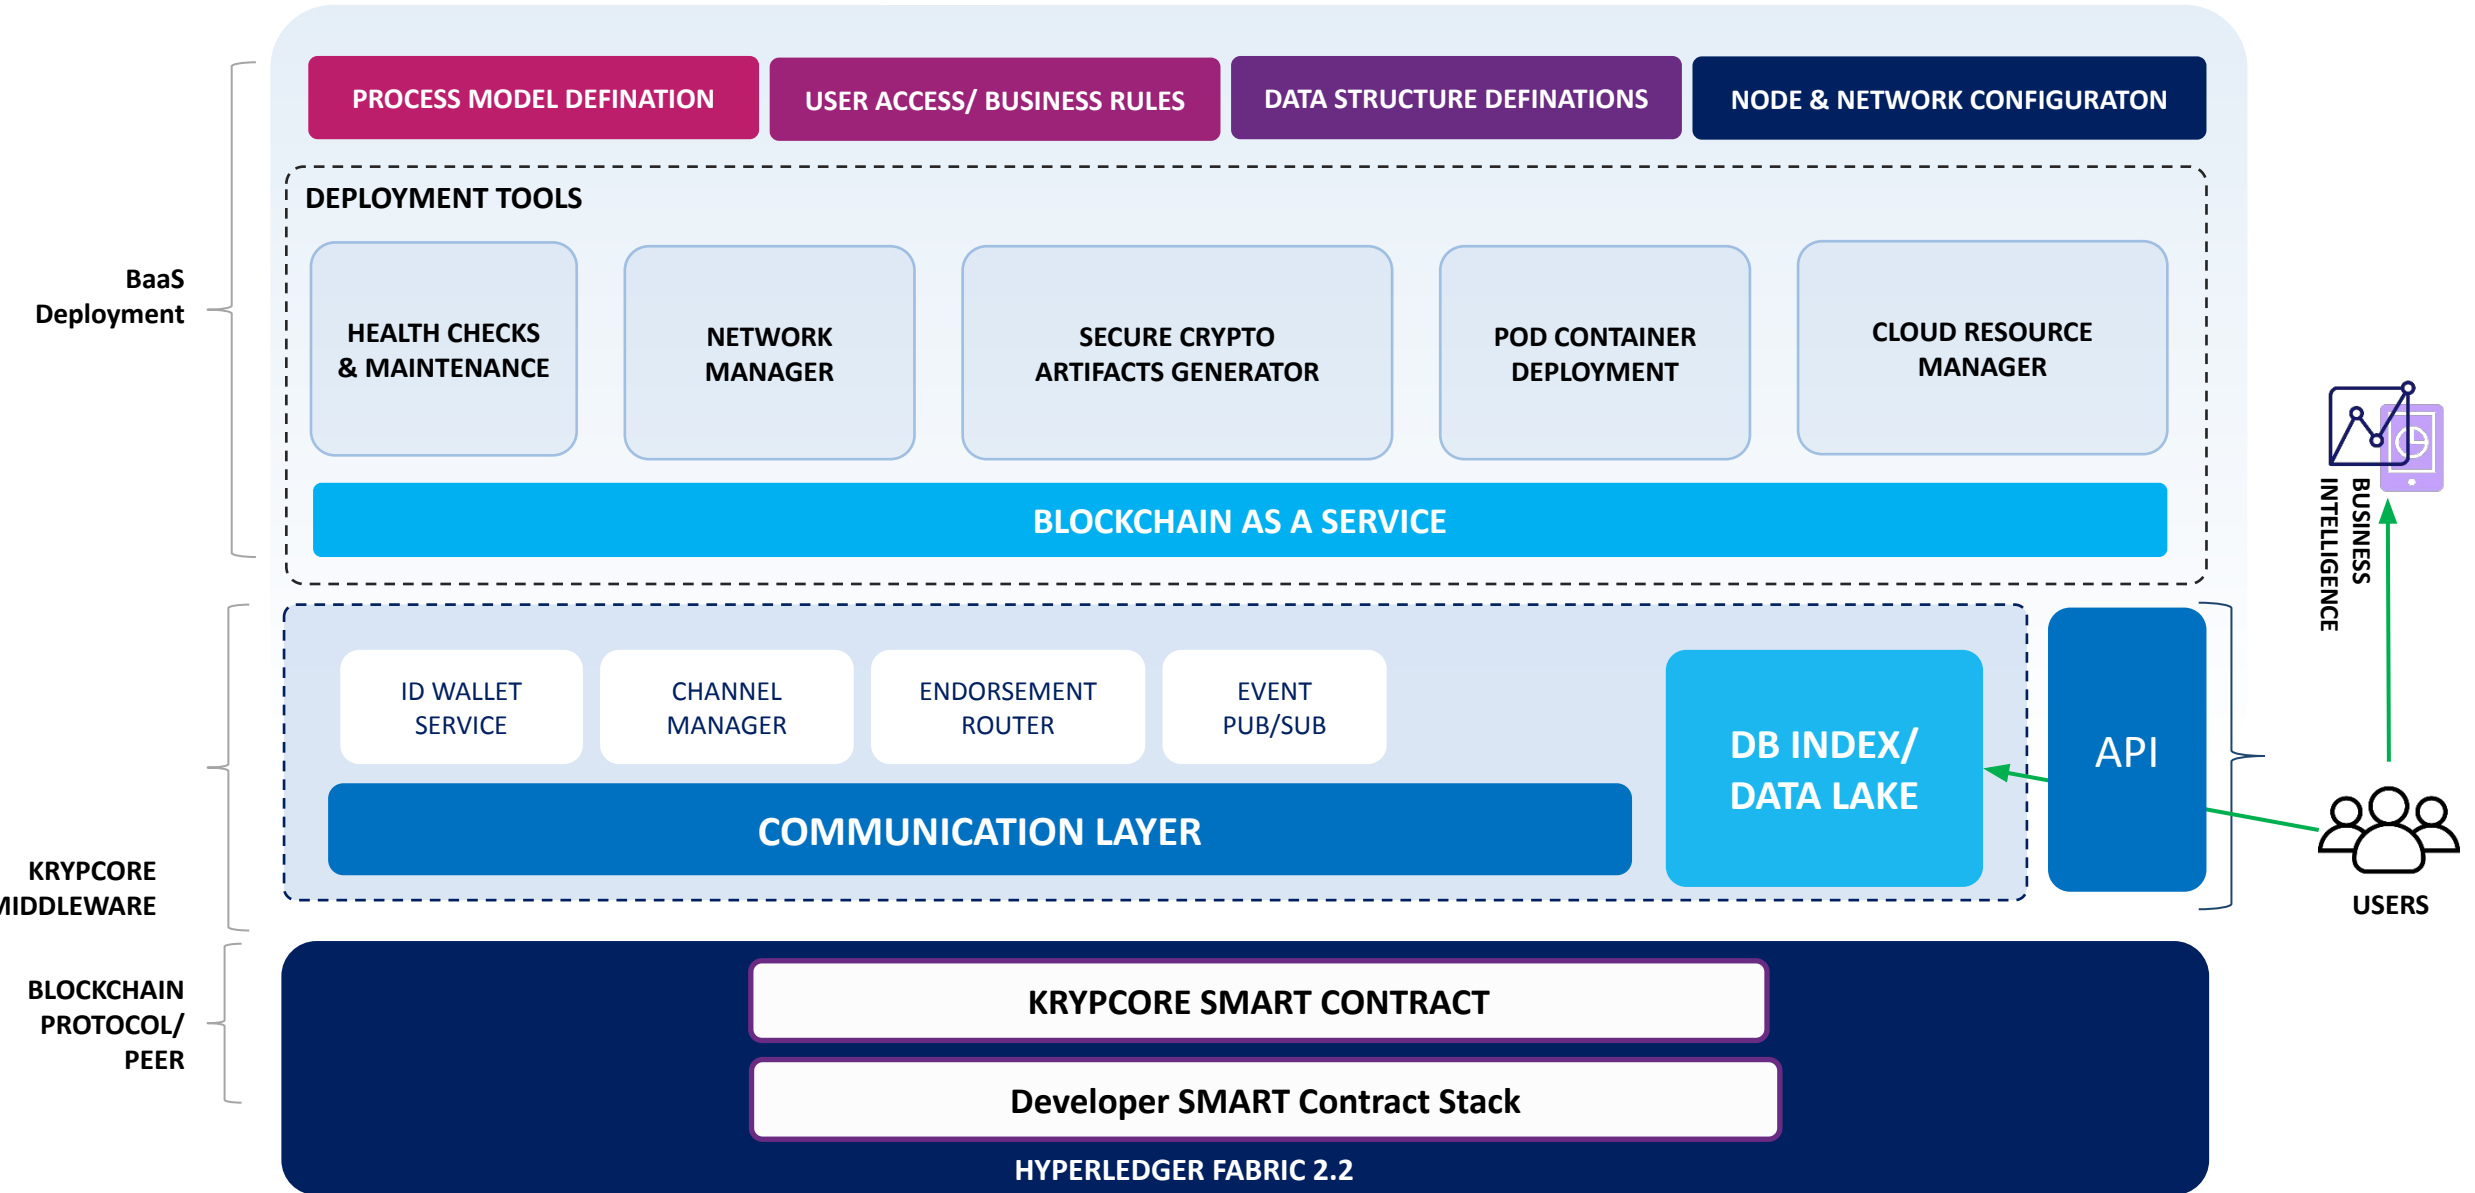 PROCESS MODEL DEFINATION
USER ACCESS/ BUSINESS RULES
DATA STRUCTURE DEFINATIONS
NODE & NETWORK CONFIGURATON
DEPLOYMENT TOOLS
BaaS
Deployment
HEALTH CHECKS
& MAINTENANCE
NETWORK
MANAGER
SECURE CRYPTO
ARTIFACTS GENERATOR
POD CONTAINER
DEPLOYMENT
CLOUD RESOURCE
MANAGER
BLOCKCHAIN AS A SERVICE
BUSINESS
INTELLIGENCE
KRYPCORE
MIDDLEWARE
ID WALLET
SERVICE
CHANNEL
MANAGER
ENDORSEMENT
ROUTER
EVENT
PUB/SUB
COMMUNICATION LAYER
DB INDEX/
DATA LAKE
API
USERS
BLOCKCHAIN
PROTOCOL/
PEER
KRYPCORE SMART CONTRACT
Developer SMART Contract Stack
HYPERLEDGER FABRIC 2.2